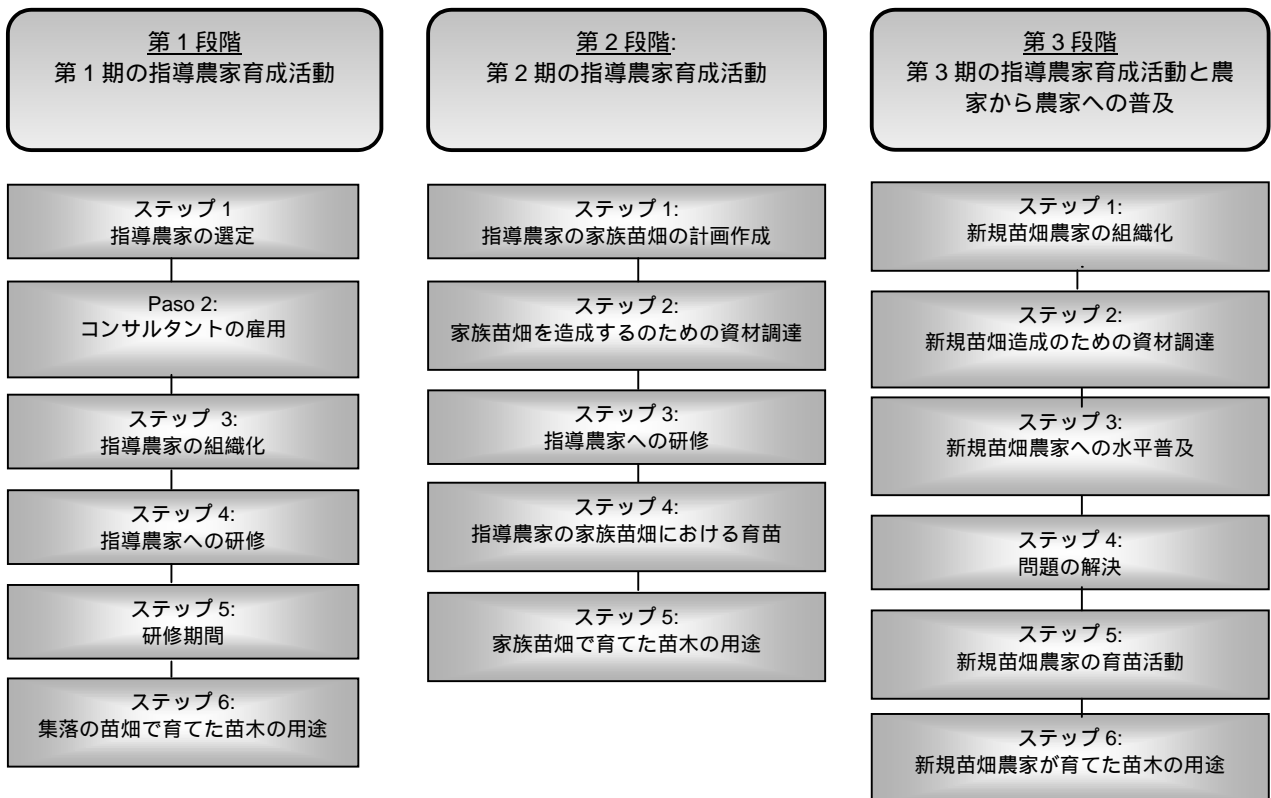 第 1 段階
第 1 期の指導農家育成活動
ステップ 1
指導農家の選定
Paso 2:
コンサルタントの雇用
ステップ 3:
指導農家の組織化
ステップ 4:
指導農家への研修
ステップ 5:
研修期間
ステップ 6:
集落の苗畑で育てた苗木の用途
第 2 段階:
第 2 期の指導農家育成活動
ステップ 1:
指導農家の家族苗畑の計画作成
ステップ 2:
家族苗畑を造成するのための資材調達
ステップ 3:
指導農家への研修
ステップ 4:
指導農家の家族苗畑における育苗
ステップ 5:
家族苗畑で育てた苗木の用途
第 3 段階
第 3 期の指導農家育成活動と農
家から農家への普及
ステップ 1:
新規苗畑農家の組織化
.
ステップ 2:
新規苗畑造成のための資材調達
ステップ 3:
新規苗畑農家への水平普及
ステップ 4:
問題の解決
ステップ 5:
新規苗畑農家の育苗活動
ステップ 6:
新規苗畑農家が育てた苗木の用途